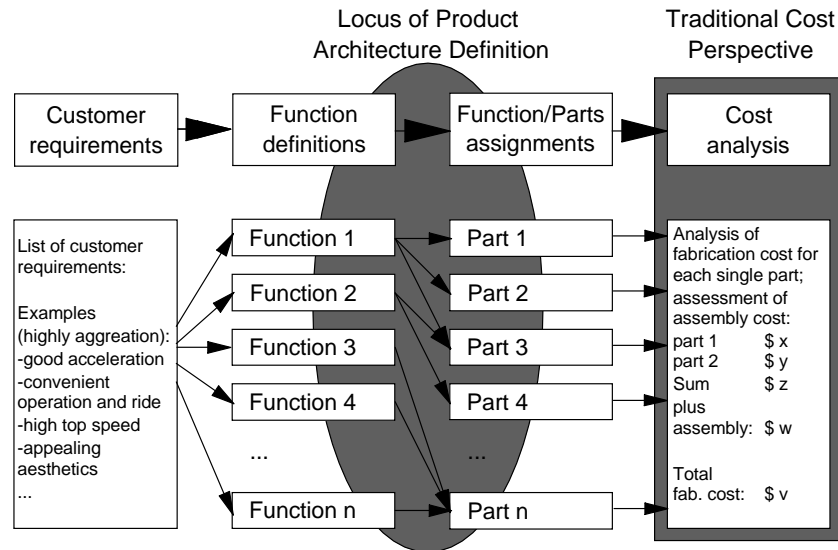 Locus of Product
Architecture Definition
Traditional Cost
Perspective
Customer
requirements
Function
definitions
Function/Parts
assignments
Cost
analysis
List of customer
requirements:
Examples
(highly aggreation):
-good acceleration
-convenient
operation and ride
-high top speed
-appealing
aesthetics
...
Function 1
Function 2
Function 3
Function 4
...
Function n
Part 1
Part 2
Part 3
Part 4
...
Part n
Analysis of
fabrication cost for
each single part;
assessment of
assembly cost:
part 1 $ x
part 2 $ y
Sum $ z
plus
assembly: $ w
Total
fab. cost: $ v